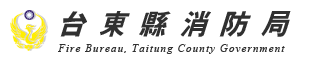 台東縣消防局
Fire Bureau, Taitung County Government